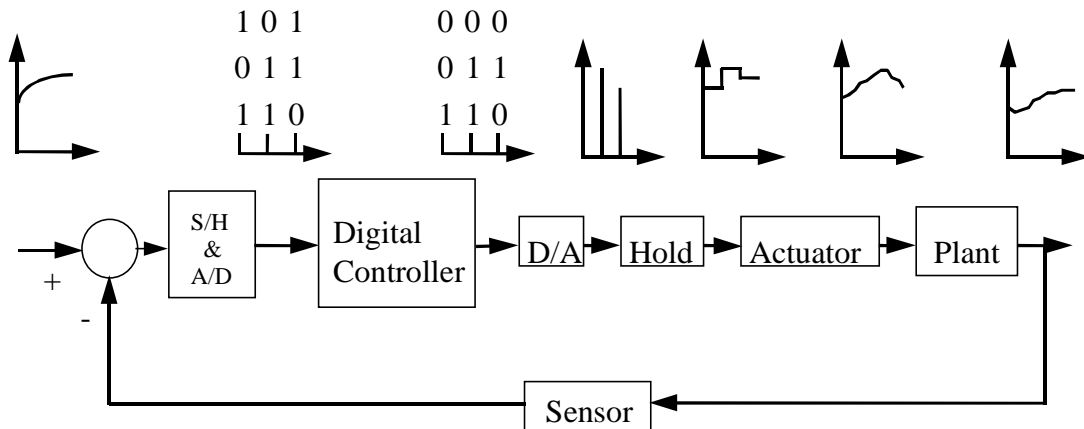 1 0 1
0 1 1
1 1 0
0 0 0
0 1 1
1 1 0
S/H
&
A/D
Digital
Controller
D/A
Hold
Actuator
Plant
+
-
Sensor